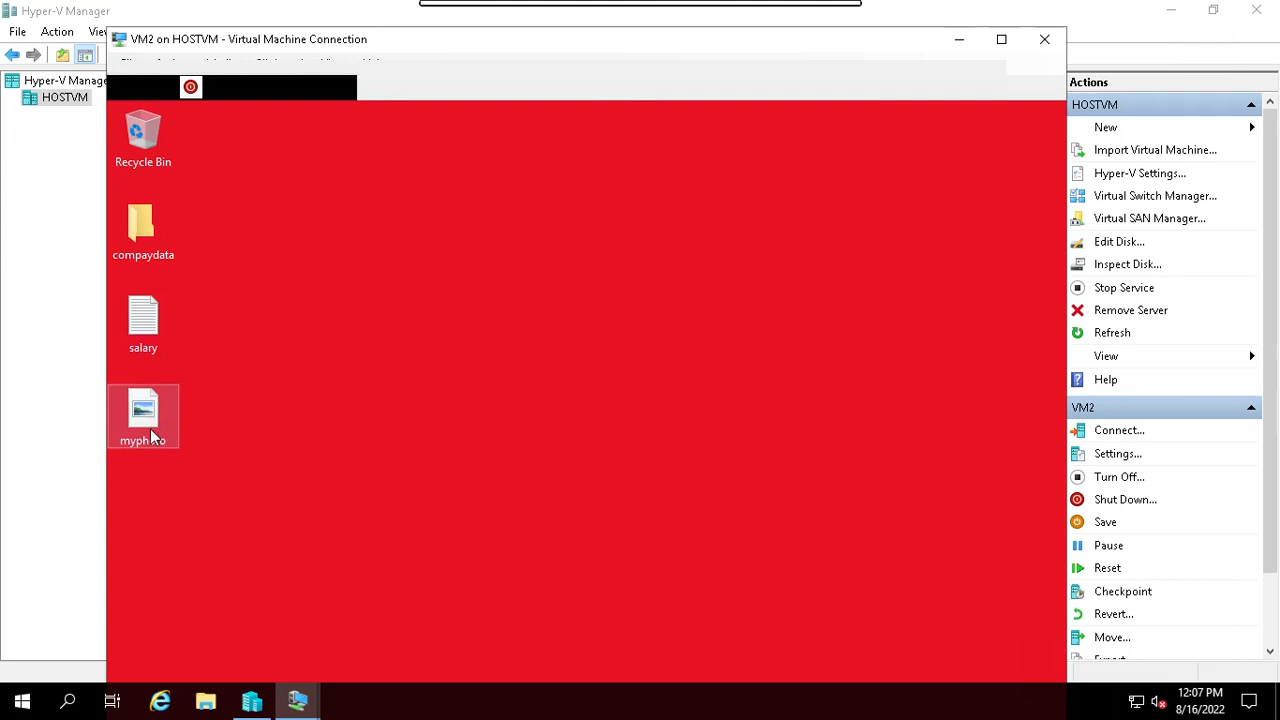 Hyper-V Manager
File Action
VM2 on HOSTVM - Virtual Machine Connection
Hyper-V
HOSTVM
Recycle Bin
compaydata
salary
Actions
HOSTVM
New
Import Virtual Machine...
Hyper-V Settings...
Virtual Switch Manager...
Virtual SAN Manager...
Edit Disk...
Inspect Disk...
Stop Service
Remove Server
Refresh
View
Help
VM2
Connect...
Settings...
Turn Off...
Shut Down...
Save
Pause
Reset
Checkpoint
Revert...
Move...
12:07 PM
8/16/2022